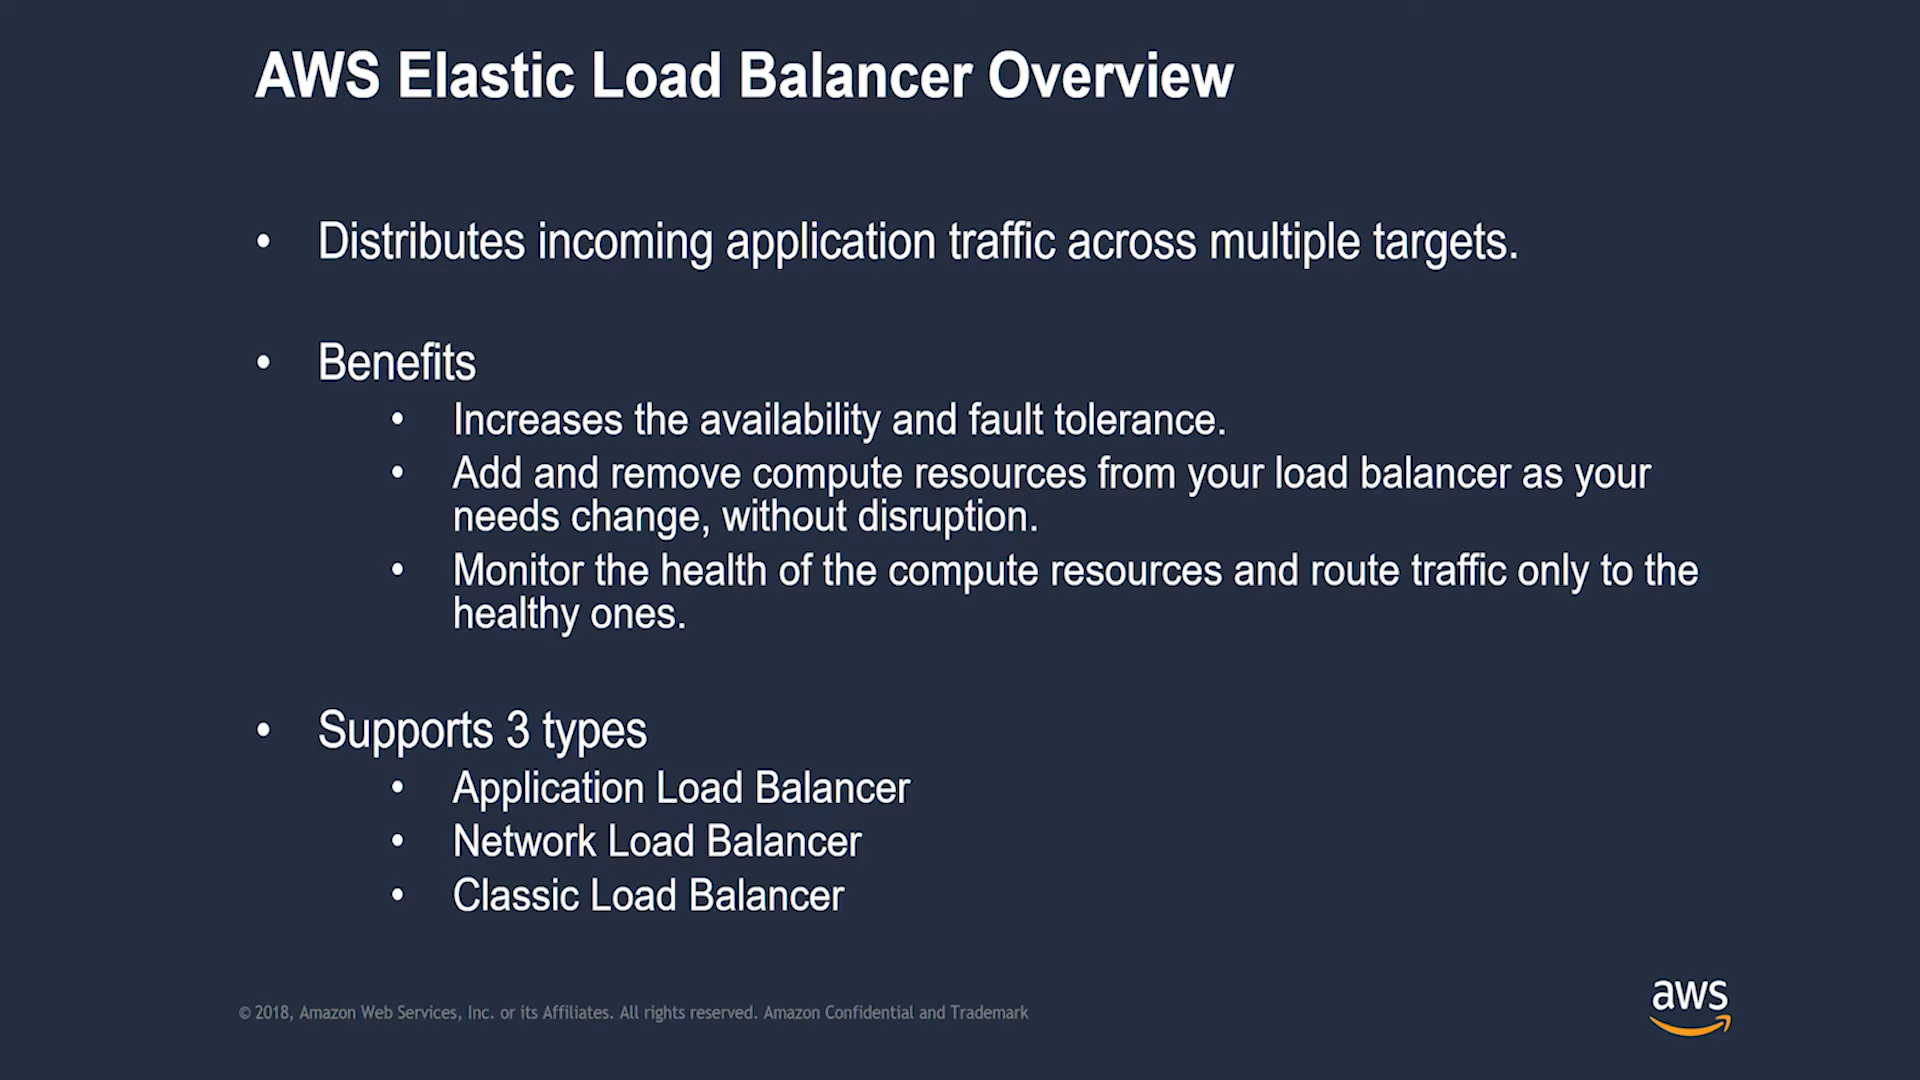 AWS Elastic Load Balancer Overview
• Distributes incoming application traffic across multiple targets.
• Benefits
• Increases the availability and fault tolerance.
• Add and remove compute resources from your load balancer as your
needs change, without disruption.
• Monitor the health of the compute resources and route traffic only to the
healthy ones.
• Supports 3 types
• Application Load Balancer
• Network Load Balancer
• Classic Load Balancer
© 2018, Amazon Web Services, Inc. or its Affiliates. All rights reserved. Amazon Confidential and Trademark
aws